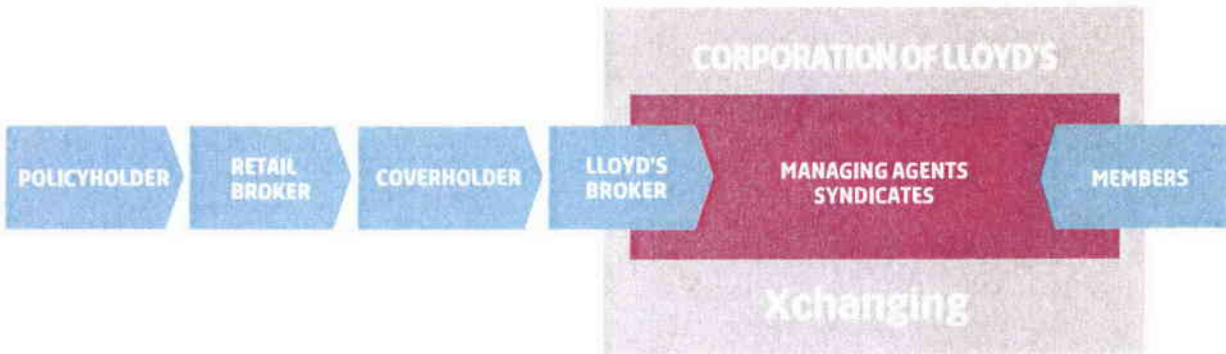 CORPORATION OF LLOYD'S
POLICYHOLDER
RETAIL
BROKER
COVERHOLDER
LLOYD'S
BROKER
MANAGING AGENTS
SYNDICATES
MEMBERS
Xchanging